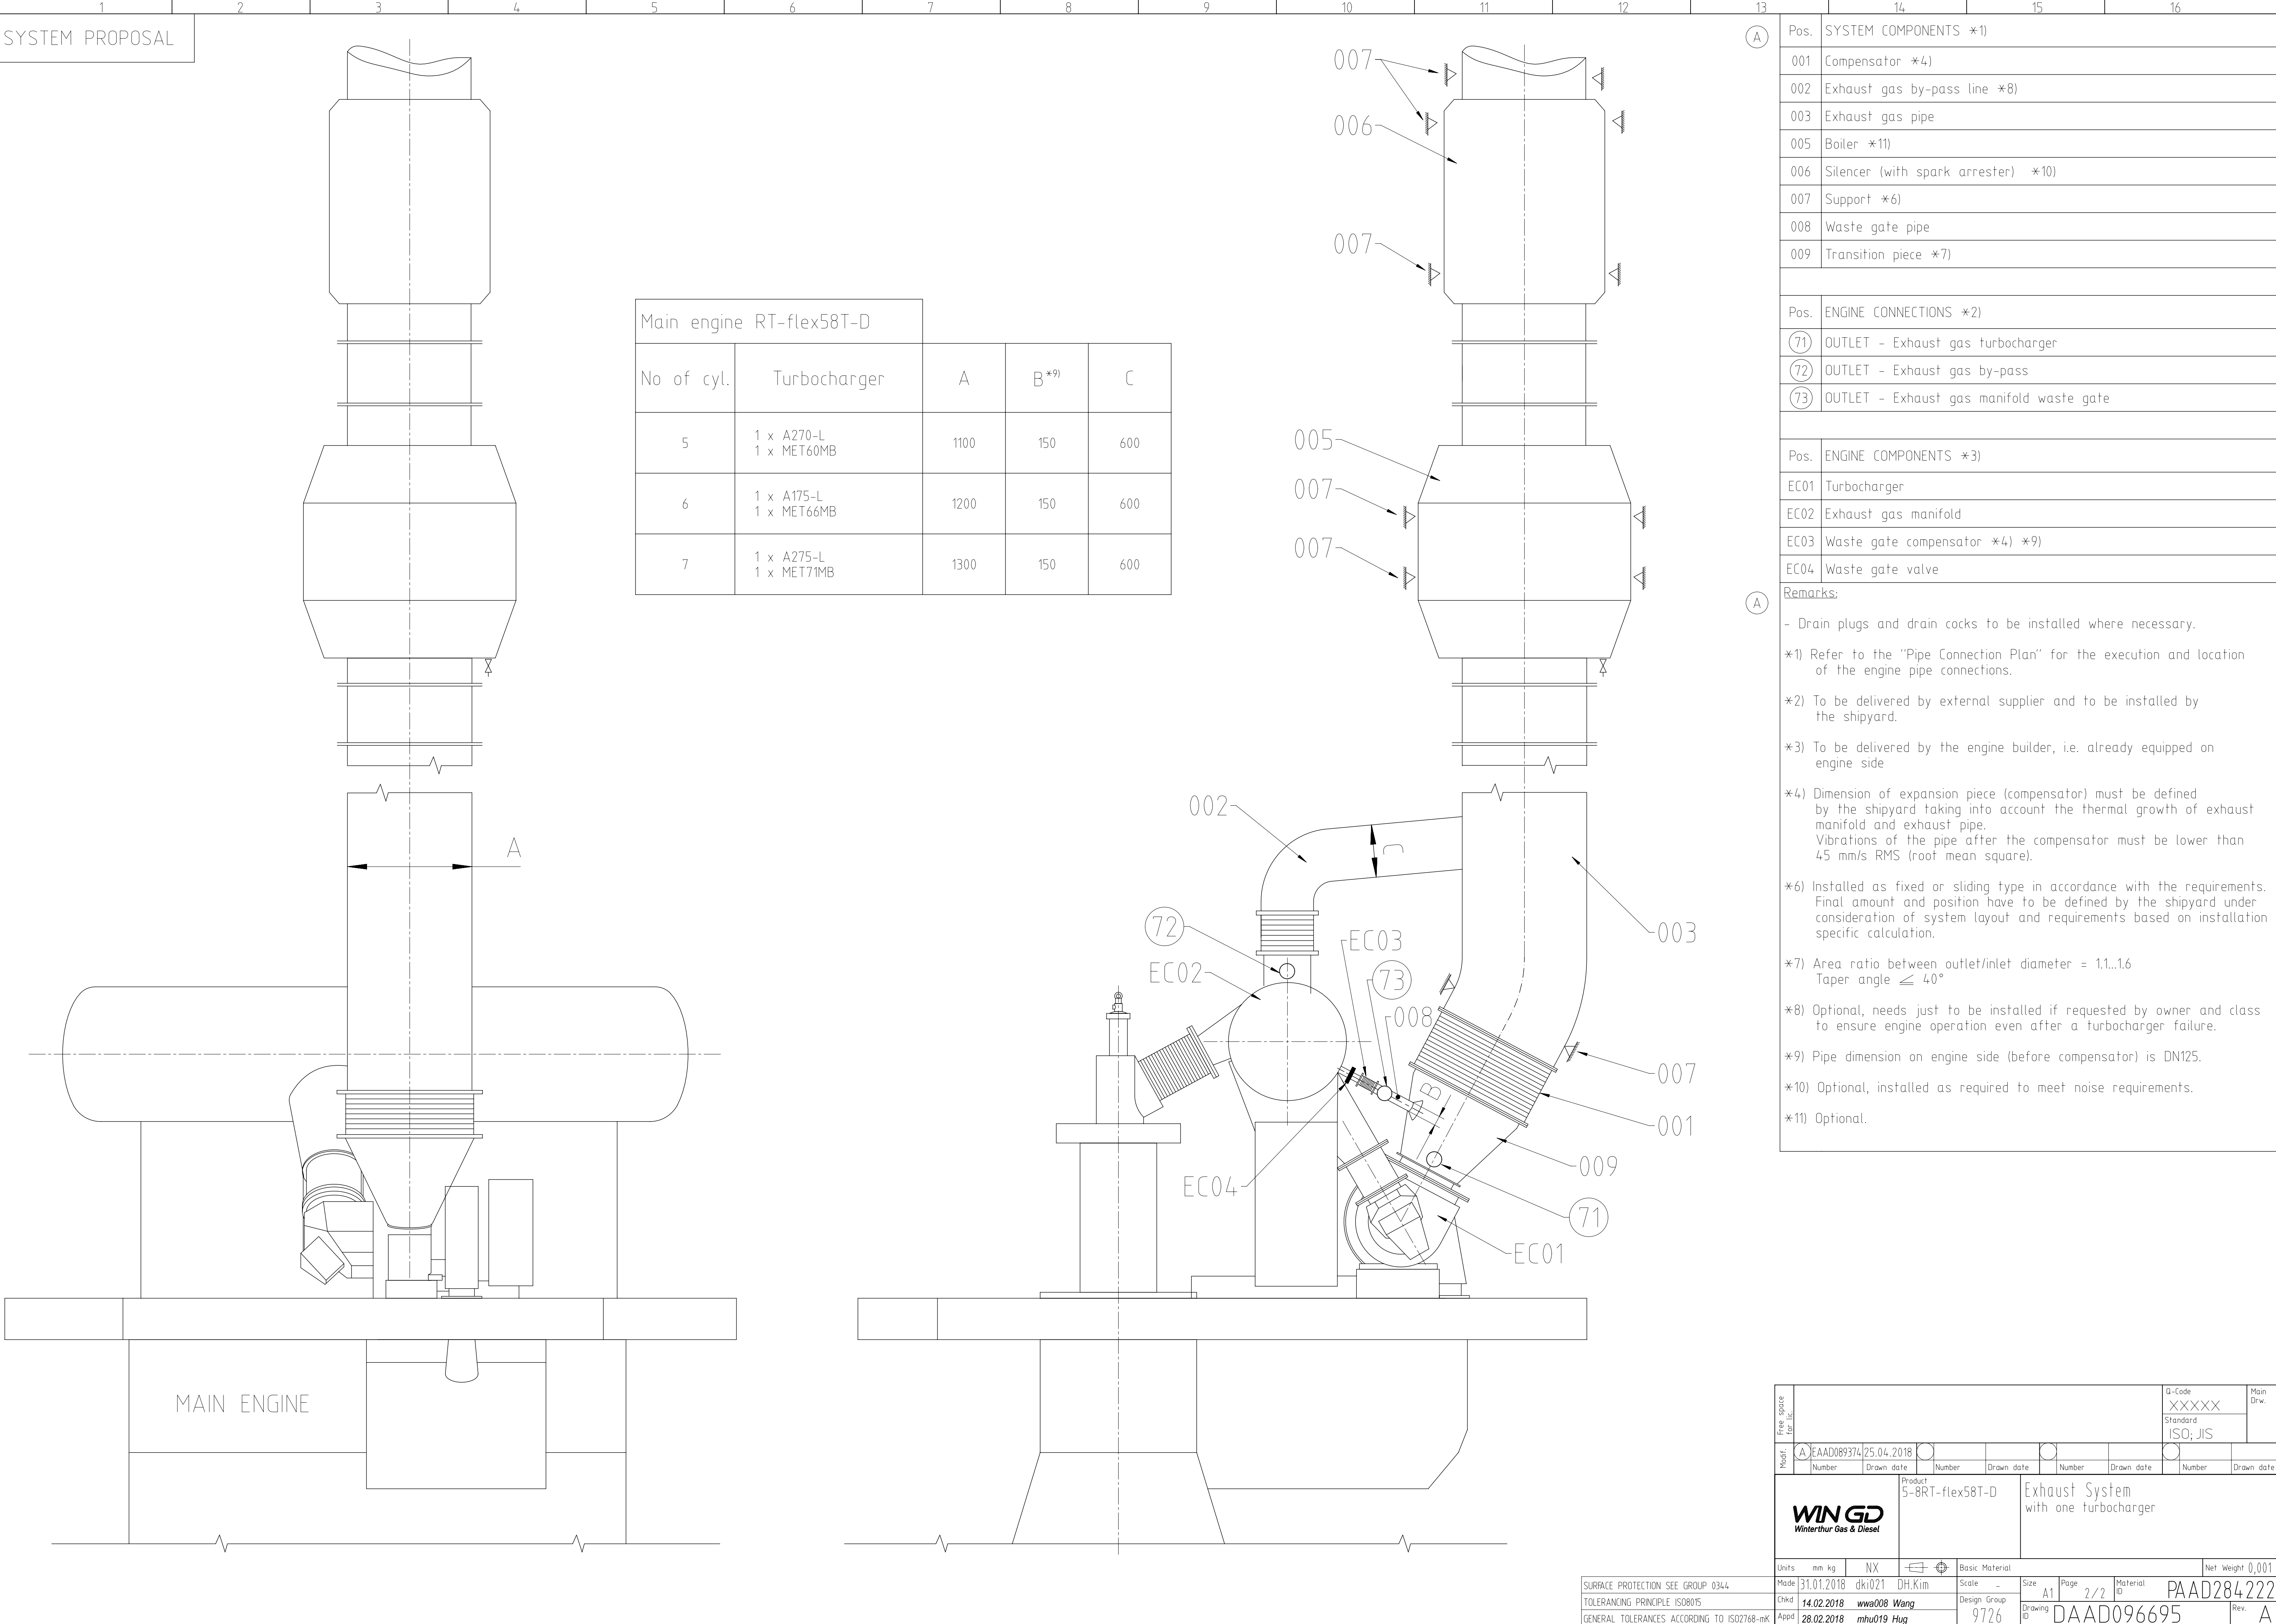 1 2 3 4 5 6 7 8 9 10 11 12 13 14 15 16
SYSTEM PROPOSAL
A
MAIN ENGINE
Main engine RT-flex58T-D
No of cyl. Turbocharger A B*9) C
5 1 x A270-L 1 x MET60MB 1100 150 600
6 1 x A175-L 1 x MET66MB 1200 150 600
7 1 x A275-L 1 x MET71MB 1300 150 600
007
006
007
005
007
007
002
C
72
EC02
EC03
73
008
B
003
007
001
009
71
EC01
EC04
A
Pos. SYSTEM COMPONENTS *1)
001 Compensator *4)
002 Exhaust gas by-pass line *8)
003 Exhaust gas pipe
005 Boiler *11)
006 Silencer (with spark arrester) *10)
007 Support *6)
008 Waste gate pipe
009 Transition piece *7)
Pos. ENGINE CONNECTIONS *2)
71 OUTLET - Exhaust gas turbocharger
72 OUTLET - Exhaust gas by-pass
73 OUTLET - Exhaust gas manifold waste gate
Pos. ENGINE COMPONENTS *3)
EC01 Turbocharger
EC02 Exhaust gas manifold
EC03 Waste gate compensator *4) *9)
EC04 Waste gate valve
A
Remarks:
- Drain plugs and drain cocks to be installed where necessary.
*1) Refer to the "Pipe Connection Plan" for the execution and location
of the engine pipe connections.
*2) To be delivered by external supplier and to be installed by
the shipyard.
*3) To be delivered by the engine builder, i.e. already equipped on
engine side
*4) Dimension of expansion piece (compensator) must be defined
by the shipyard taking into account the thermal growth of exhaust
manifold and exhaust pipe.
Vibrations of the pipe after the compensator must be lower than
45 mm/s RMS (root mean square).
*6) Installed as fixed or sliding type in accordance with the requirements.
Final amount and position have to be defined by the shipyard under
consideration of system layout and requirements based on installation
specific calculation.
*7) Area ratio between outlet/inlet diameter = 1.1...1.6
Taper angle ≤ 40°
*8) Optional, needs just to be installed if requested by owner and class
to ensure engine operation even after a turbocharger failure.
*9) Pipe dimension on engine side (before compensator) is DN125.
*10) Optional, installed as required to meet noise requirements.
*11) Optional.
Free space for lic.
Q-Code XXXXX
Main Drw.
Standard ISO; JIS
Modif.
A EAAD089374 25.04.2018
Number Drawn date Number Drawn date Number Drawn date Number Drawn date
WIN GD
Winterthur Gas & Diesel
Product
5-8RT-flex58T-D
Exhaust System
with one turbocharger
Units mm kg NX Basic Material Net Weight 0,001
SURFACE PROTECTION SEE GROUP 0344
TOLERANCING PRINCIPLE ISO8015
GENERAL TOLERANCES ACCORDING TO ISO2768-mK
Made 31.01.2018 dki021 DH.Kim
Chkd 14.02.2018 wwa008 Wang
Appd 28.02.2018 mhu019 Hug
Scale -
Design Group 9726
Size A1 Page 2/2 Material ID PAAD284222
Drawing ID DAAD096695 Rev. A